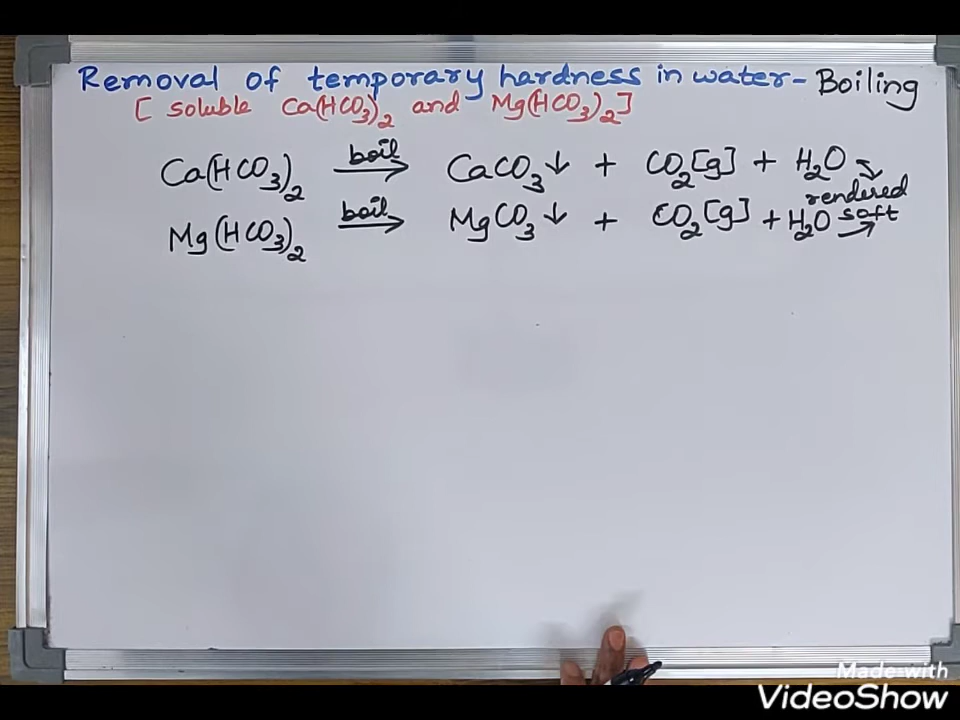 Removal of temporary hardness in water - Boiling
[ soluble Ca(HCO3)2 and Mg(HCO3)2 ]
Ca(HCO3)2 boil → CaCO3↓ + CO2[g] + H2O ↘
rendered soft
Mg(HCO3)2 boil → MgCO3↓ + CO2[g] + H2O ↗
Made with
VideoShow